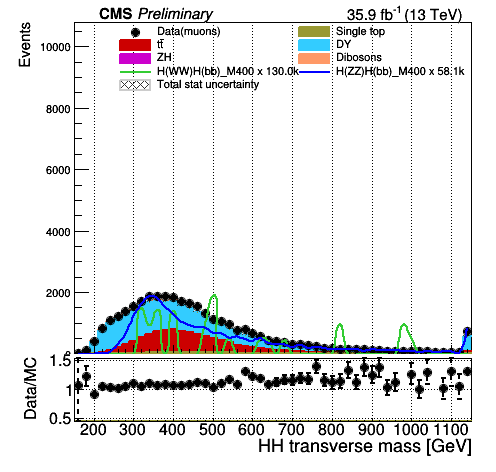 CMS Preliminary 35.9 fb⁻¹ (13 TeV)
Events
10000
8000
6000
4000
2000
Data(muons)
Single top
tt̄
DY
ZH
Dibosons
H(WW)H(bb)_M400 x 130.0k
H(ZZ)H(bb)_M400 x 58.1k
Total stat uncertainty
Data/MC
1.5
1
0.5
200 300 400 500 600 700 800 900 1000 1100
HH transverse mass [GeV]